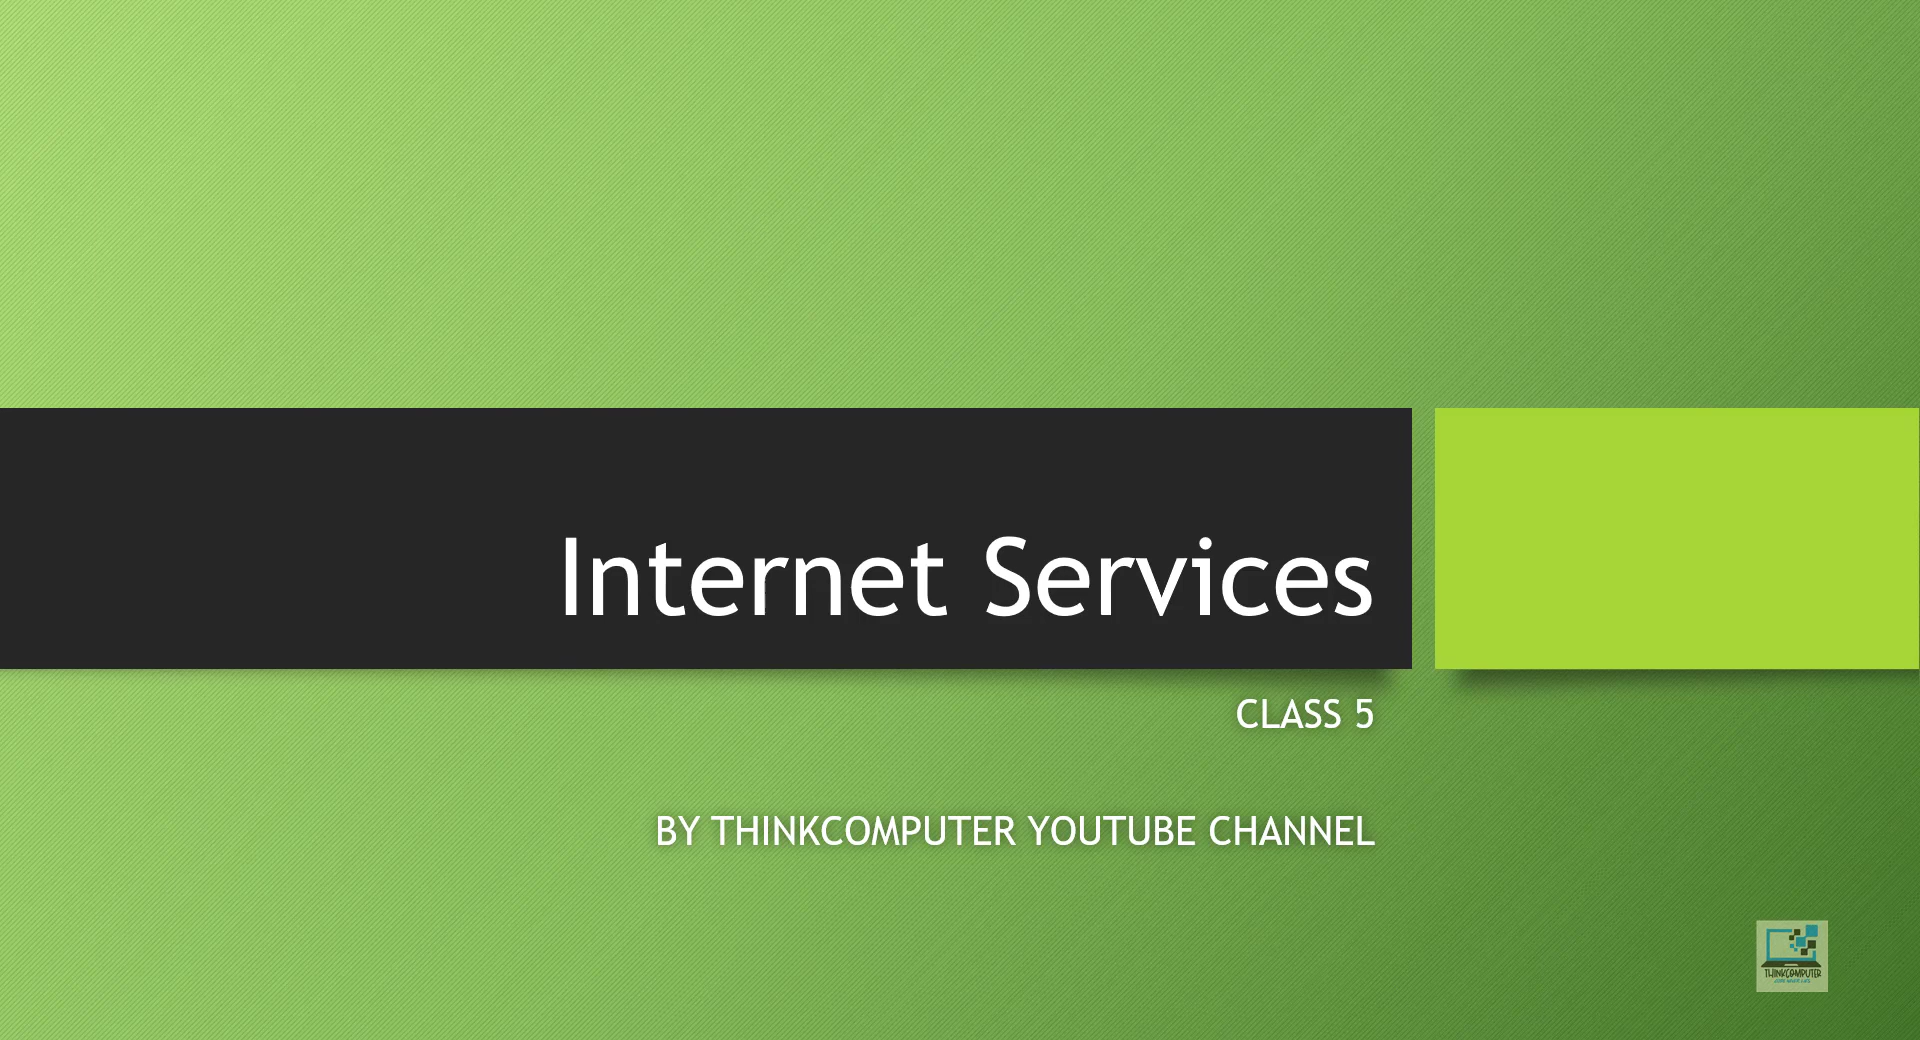 Internet Services
CLASS 5
BY THINKCOMPUTER YOUTUBE CHANNEL
THINKCOMPUTER